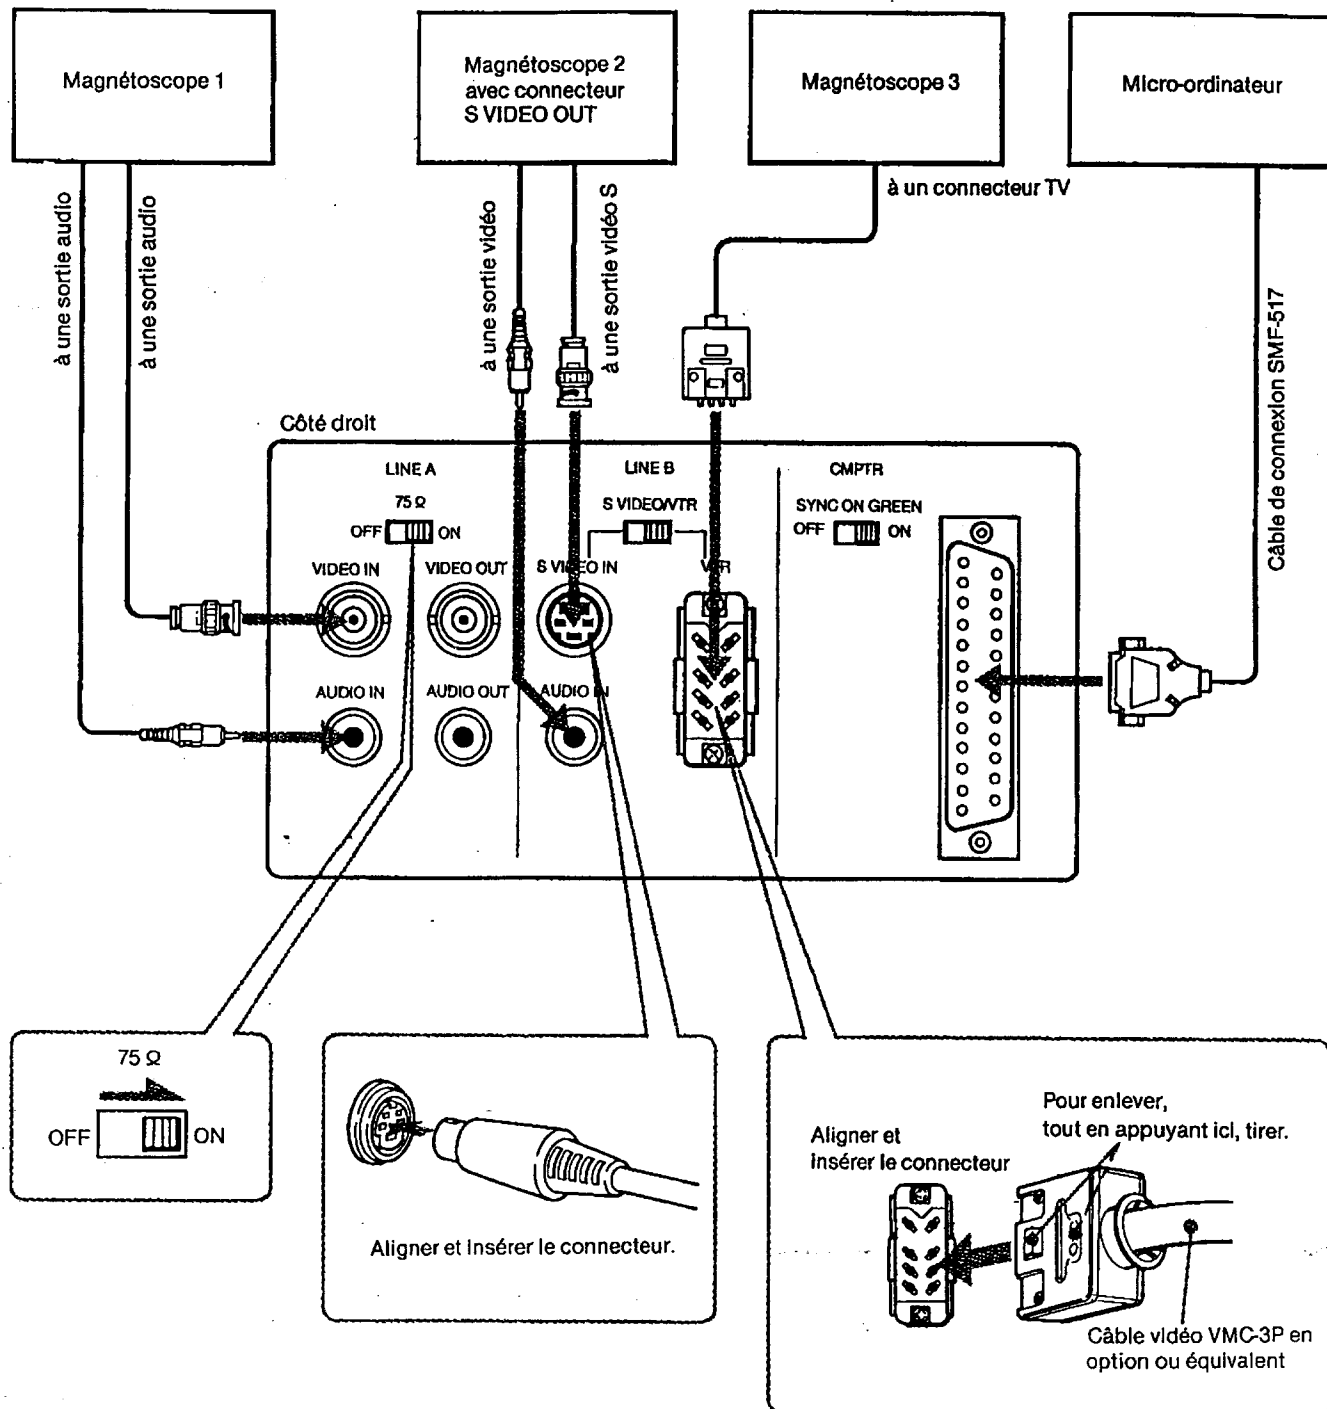 Magnétoscope 1
Magnétoscope 2
avec connecteur
S VIDEO OUT
Magnétoscope 3
Micro-ordinateur
à une sortie audio
à une sortie audio
à une sortie vidéo
à une sortie vidéo S
à un connecteur TV
Câble de connexion SMF-517
Côté droit
LINE A
LINE B
CMPTR
75 Ω
OFF ON
S VIDEO/VTR
SYNC ON GREEN
OFF ON
VIDEO IN
VIDEO OUT
S VIDEO IN
VTR
AUDIO IN
AUDIO OUT
AUDIO IN
75 Ω
OFF ON
Aligner et insérer le connecteur.
Aligner et
insérer le connecteur
Pour enlever,
tout en appuyant ici, tirer.
Câble vidéo VMC-3P en
option ou équivalent